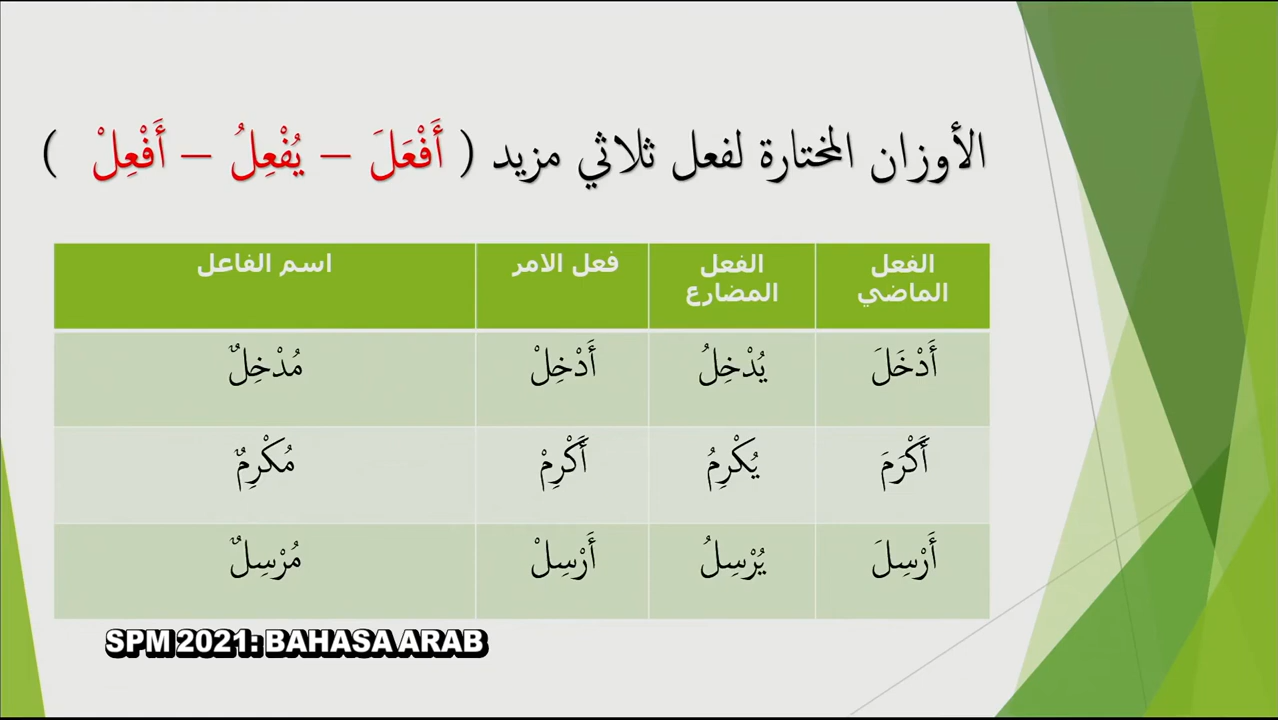 الأوزان المختارة لفعل ثلاثي مزيد ( أَفْعَلَ – يُفْعِلُ – أَفْعِلْ )
الفعل الماضي الفعل المضارع فعل الامر اسم الفاعل
أَدْخَلَ يُدْخِلُ أَدْخِلْ مُدْخِلٌ
أَكْرَمَ يُكْرِمُ أَكْرِمْ مُكْرِمٌ
أَرْسِلَ يُرْسِلُ أَرْسِلْ مُرْسِلٌ
SPM 2021: BAHASA ARAB